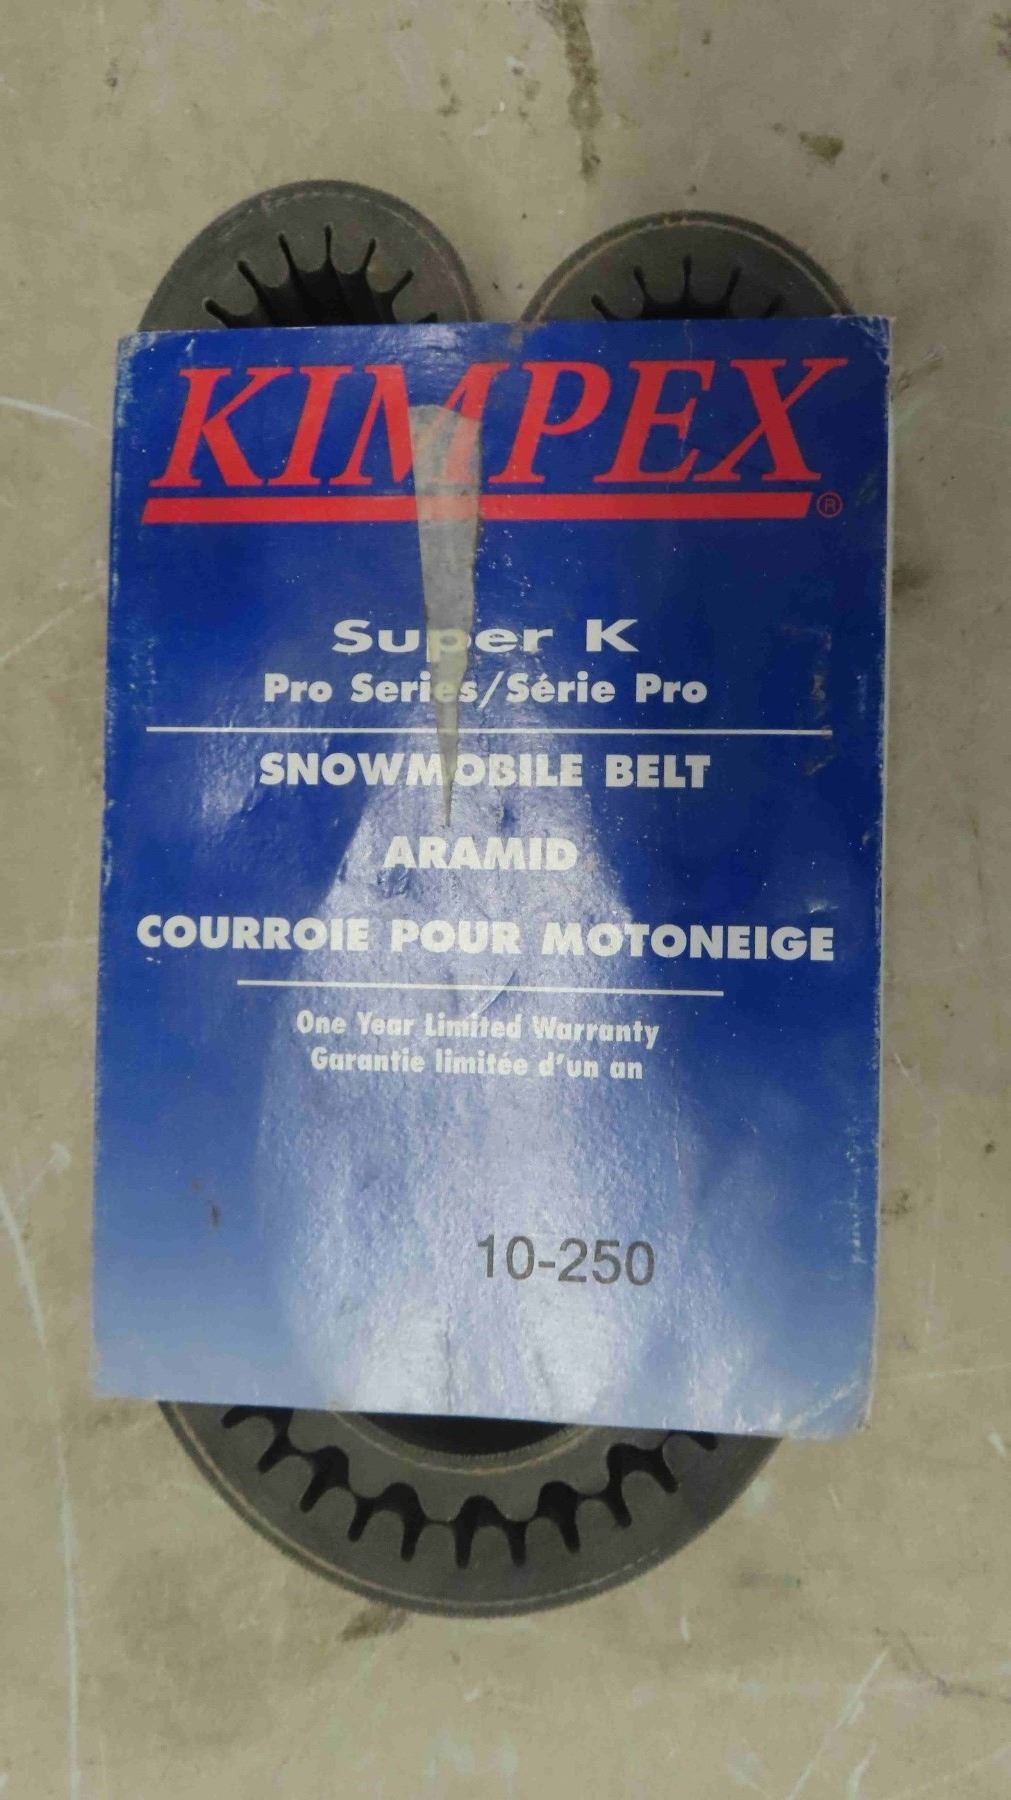 KIMPEX®
Super K
Pro Series/Série Pro
SNOWMOBILE BELT
ARAMID
COURROIE POUR MOTONEIGE
One Year Limited Warranty
Garantie limitée d'un an
10-250